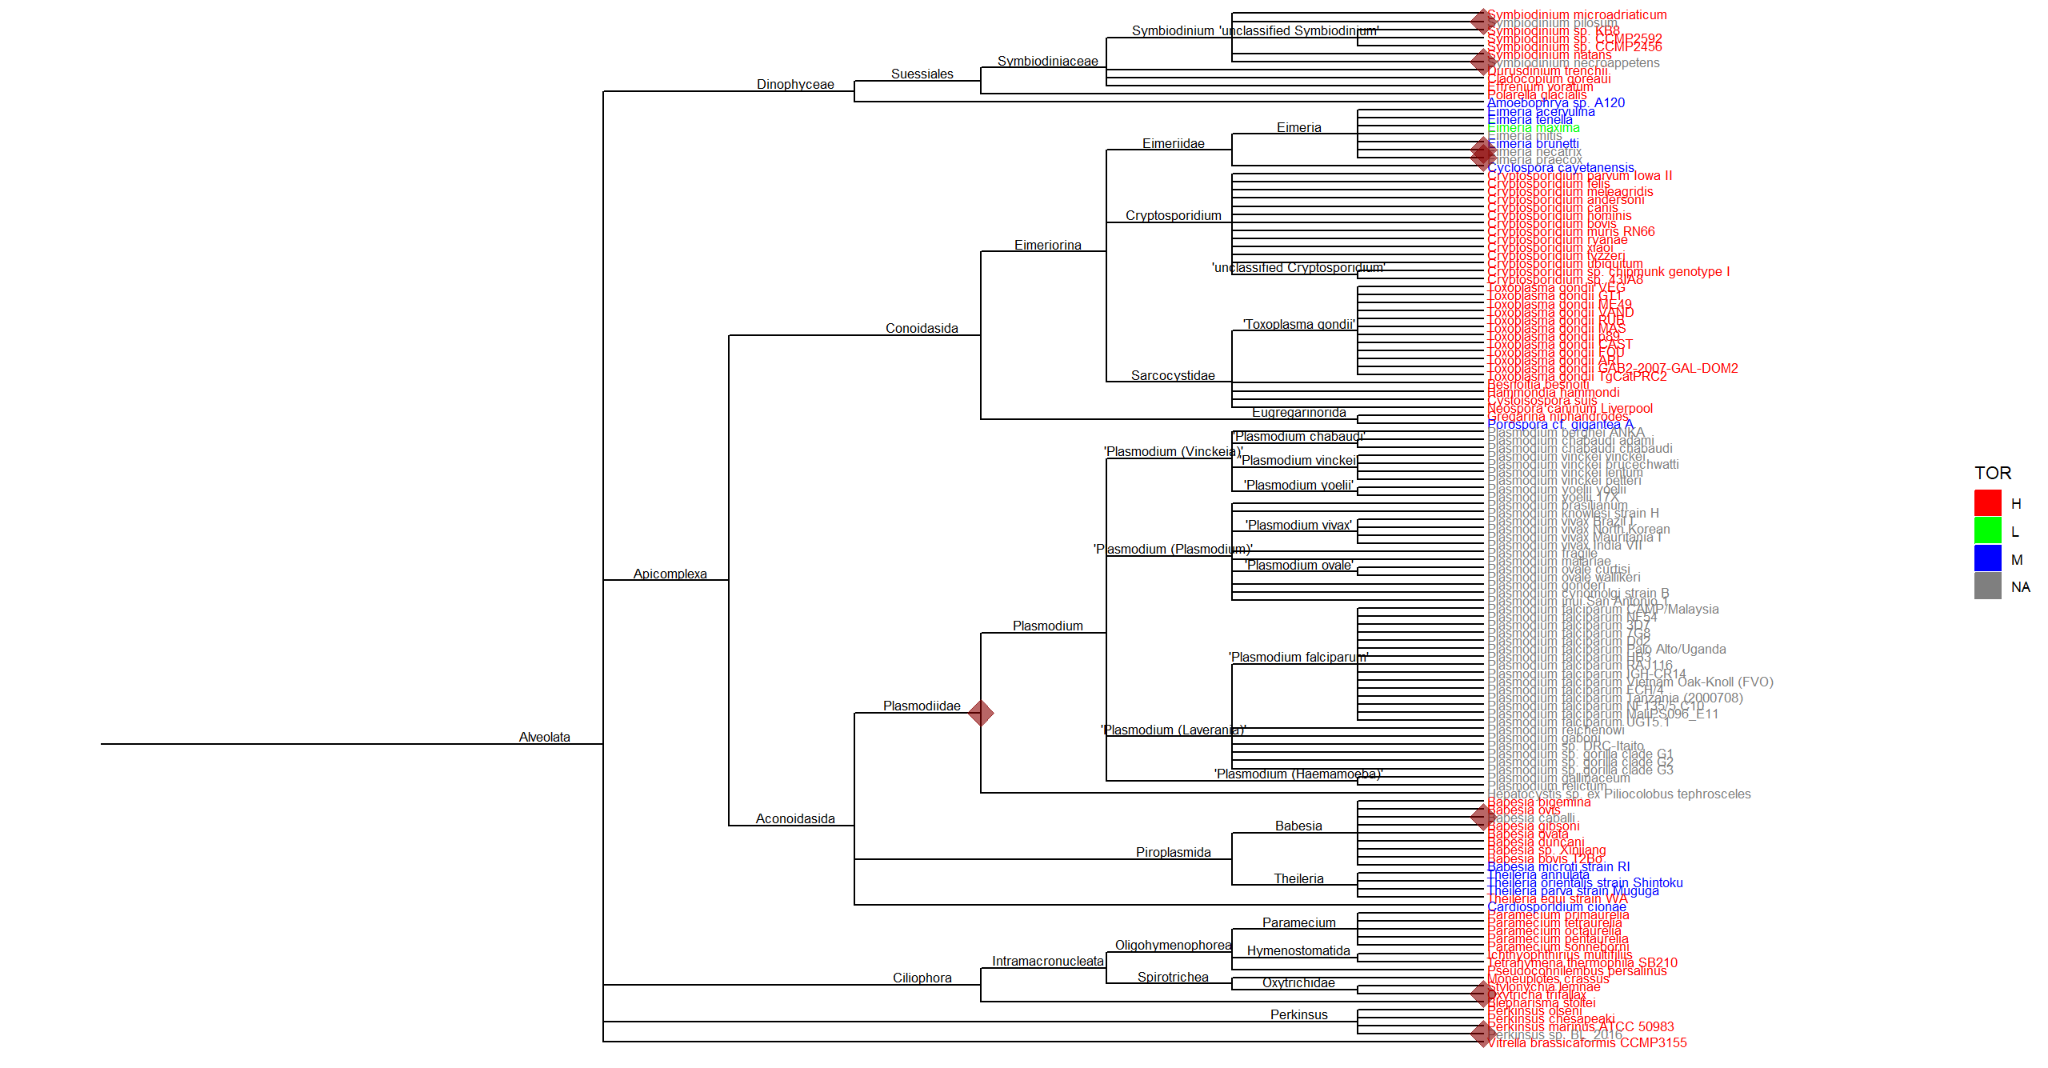 Symbiodinium microadriaticum
Symbiodinium pilosum
Symbiodinium 'unclassified Symbiodinium'
Symbiodinium sp. KB8
Symbiodinium sp. CCMP2592
Symbiodinium sp. CCMP2456
Symbiodinium natans
Symbiodiniaceae
Symbiodinium necroappetens
Durusdinium trenchii
Suessiales
Cladocopium goreaui
Dinophyceae
Effrenium voratum
Polarella glacialis
Amoebophrya sp. A120
Eimeria acervulina
Eimeria tenella
Eimeria
Eimeria maxima
Eimeria mitis
Eimeriidae
Eimeria brunetti
Eimeria necatrix
Eimeria praecox
Cyclospora cayetanensis
Cryptosporidium parvum Iowa II
Cryptosporidium felis
Cryptosporidium meleagridis
Cryptosporidium andersoni
Cryptosporidium canis
Cryptosporidium
Cryptosporidium hominis
Cryptosporidium bovis
Cryptosporidium muris RN66
Cryptosporidium ryanae
Eimeriorina
Cryptosporidium xiaoi
Cryptosporidium tyzzeri
Cryptosporidium ubiquitum
'unclassified Cryptosporidium'
Cryptosporidium sp. chipmunk genotype I
Cryptosporidium sp. 43IA8
Toxoplasma gondii VEG
Toxoplasma gondii GT1
Toxoplasma gondii ME49
Toxoplasma gondii VAND
Toxoplasma gondii RUB
'Toxoplasma gondii'
Conoidasida
Toxoplasma gondii MAS
Toxoplasma gondii p89
Toxoplasma gondii CAST
Toxoplasma gondii FOU
Toxoplasma gondii ARI
Toxoplasma gondii GAB2-2007-GAL-DOM2
Sarcocystidae
Toxoplasma gondii TgCatPRC2
Besnoitia besnoiti
Hammondia hammondi
Cystoisospora suis
Neospora caninum Liverpool
Eugregarinorida
Gregarina niphandrodes
Porospora cf. gigantea A
Plasmodium berghei ANKA
'Plasmodium chabaudi'
Plasmodium chabaudi adami
Plasmodium chabaudi chabaudi
'Plasmodium (Vinckeia)'
Plasmodium vinckei vinckei
'Plasmodium vinckei'
Plasmodium vinckei brucechwatti
Plasmodium vinckei lentum
Plasmodium vinckei petteri
'Plasmodium yoelii'
Plasmodium yoelii yoelii
Plasmodium yoelii 17X
Plasmodium brasilianum
Plasmodium knowlesi strain H
Plasmodium vivax Brazil I
'Plasmodium vivax'
Plasmodium vivax North Korean
Plasmodium vivax Mauritania I
Plasmodium vivax India VII
'Plasmodium (Plasmodium)'
Plasmodium fragile
Plasmodium malariae
'Plasmodium ovale'
Plasmodium ovale curtisi
Apicomplexa
Plasmodium ovale wallikeri
Plasmodium gonderi
Plasmodium cynomolgi strain B
Plasmodium inui San Antonio 1
Plasmodium falciparum CAMP/Malaysia
Plasmodium falciparum NF54
Plasmodium
Plasmodium falciparum 3D7
Plasmodium falciparum 7G8
Plasmodium falciparum Dd2
Plasmodium falciparum Palo Alto/Uganda
'Plasmodium falciparum'
Plasmodium falciparum HB3
Plasmodium falciparum RAJ116
Plasmodium falciparum IGH-CR14
Plasmodium falciparum Vietnam Oak-Knoll (FVO)
Plasmodium falciparum FCH/4
Plasmodium falciparum Tanzania (2000708)
Plasmodiidae
Plasmodium falciparum NF135/5.C10
Plasmodium falciparum MaliPS096_E11
Plasmodium falciparum UGT5.1
'Plasmodium (Laverania)'
Plasmodium reichenowi
Alveolata
Plasmodium gaboni
Plasmodium sp. DRC-Itaito
Plasmodium sp. gorilla clade G1
Plasmodium sp. gorilla clade G2
Plasmodium sp. gorilla clade G3
'Plasmodium (Haemamoeba)'
Plasmodium gallinaceum
Plasmodium relictum
Hepatocystis sp. ex Piliocolobus tephrosceles
Babesia bigemina
Babesia ovis
Aconoidasida
Babesia caballi
Babesia
Babesia gibsoni
Babesia ovata
Babesia duncani
Piroplasmida
Babesia sp. Xinjiang
Babesia bovis T2Bo
Babesia microti strain RI
Theileria
Theileria annulata
Theileria orientalis strain Shintoku
Theileria parva strain Muguga
Theileria equi strain WA
Cardiosporidium cionae
Paramecium
Paramecium primaurelia
Paramecium tetraurelia
Paramecium octaurelia
Paramecium pentaurelia
Oligohymenophorea
Paramecium sonneborni
Hymenostomatida
Ichthyophthirius multifiliis
Intramacronucleata
Tetrahymena thermophila SB210
Pseudocohnilembus persalinus
Ciliophora
Spirotrichea
Moneuplotes crassus
Oxytrichidae
Stylonychia lemnae
Oxytricha trifallax
Blepharisma stoltei
Perkinsus
Perkinsus olseni
Perkinsus chesapeaki
Perkinsus marinus ATCC 50983
Perkinsus sp. BL_2016
Vitrella brassicaformis CCMP3155
TOR
H
L
M
NA